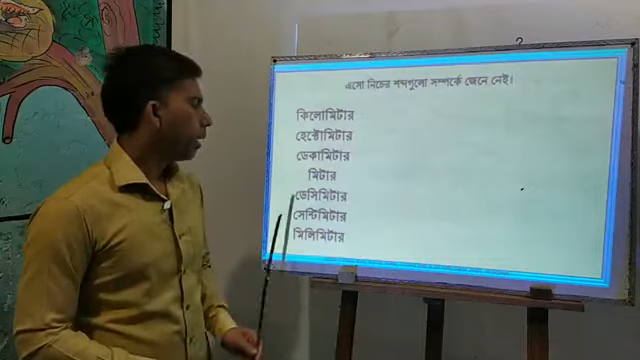 এসো নিচের শব্দগুলো সম্পর্কে জেনে নেই।
কিলোমিটার
হেক্টোমিটার
ডেকামিটার
মিটার
ডেসিমিটার
সেন্টিমিটার
মিলিমিটার